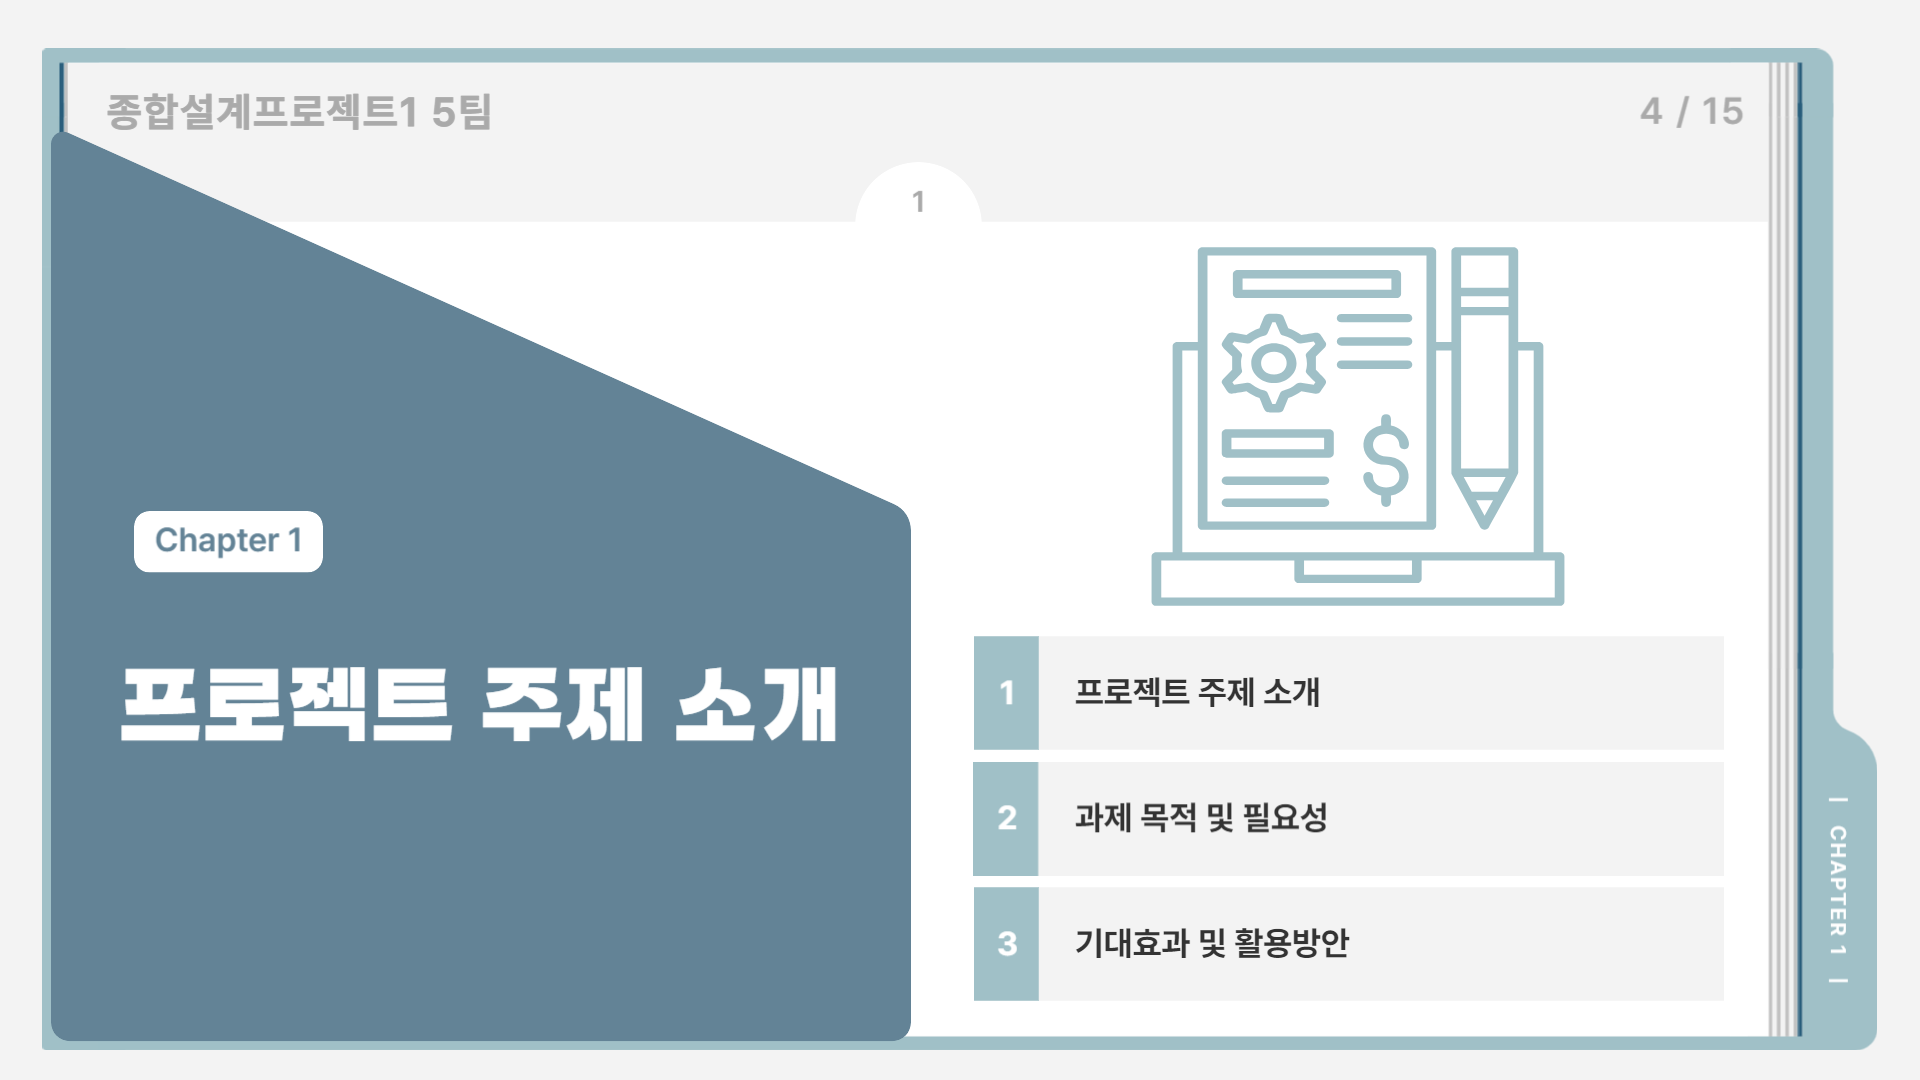 종합설계프로젝트1 5팀
4 / 15
1
Chapter 1
프로젝트 주제 소개
$
1 프로젝트 주제 소개
2 과제 목적 및 필요성
3 기대효과 및 활용방안
| CHAPTER 1 |